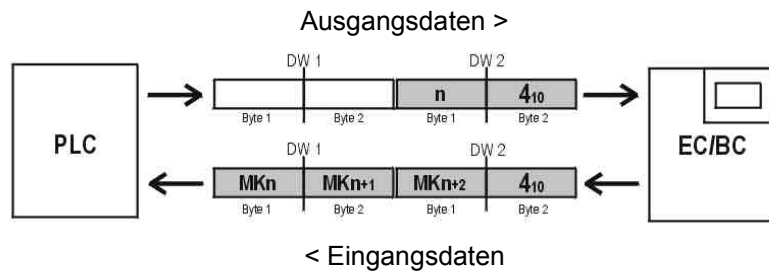 Ausgangsdaten >
DW 1 DW 2
n 4₁₀
Byte 1 Byte 2 Byte 1 Byte 2
PLC EC/BC
DW 1 DW 2
MKn MKn+1 MKn+2 4₁₀
Byte 1 Byte 2 Byte 1 Byte 2
< Eingangsdaten